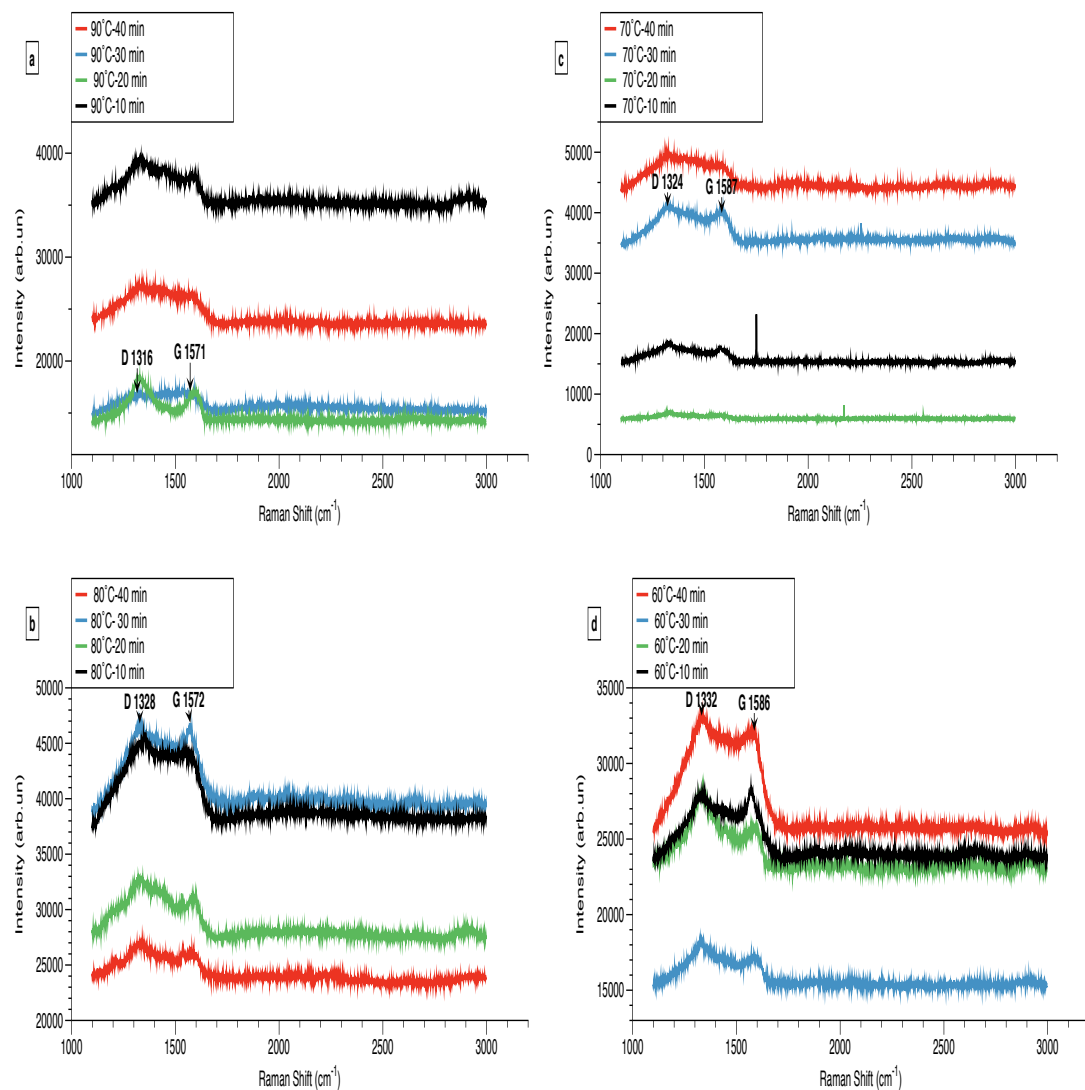 a
90°C-40 min
90°C-30 min
90°C-20 min
90°C-10 min
40000
30000
20000
D 1316
G 1571
Intensity (arb.un)
1000
1500
2000
2500
3000
Raman Shift (cm-1)
c
70°C-40 min
70°C-30 min
70°C-20 min
70°C-10 min
50000
40000
30000
20000
10000
0
D 1324
G 1587
Intensity (arb.un)
1000
1500
2000
2500
3000
Raman Shift (cm-1)
b
80°C-40 min
80°C- 30 min
80°C-20 min
80°C-10 min
50000
45000
40000
35000
30000
25000
20000
D 1328
G 1572
Intensity (arb.un)
1000
1500
2000
2500
3000
Raman Shift (cm-1)
d
60°C-40 min
60°C-30 min
60°C-20 min
60°C-10 min
35000
30000
25000
20000
15000
D 1332
G 1586
Intensity (arb.un)
1000
1500
2000
2500
3000
Raman Shift (cm-1)